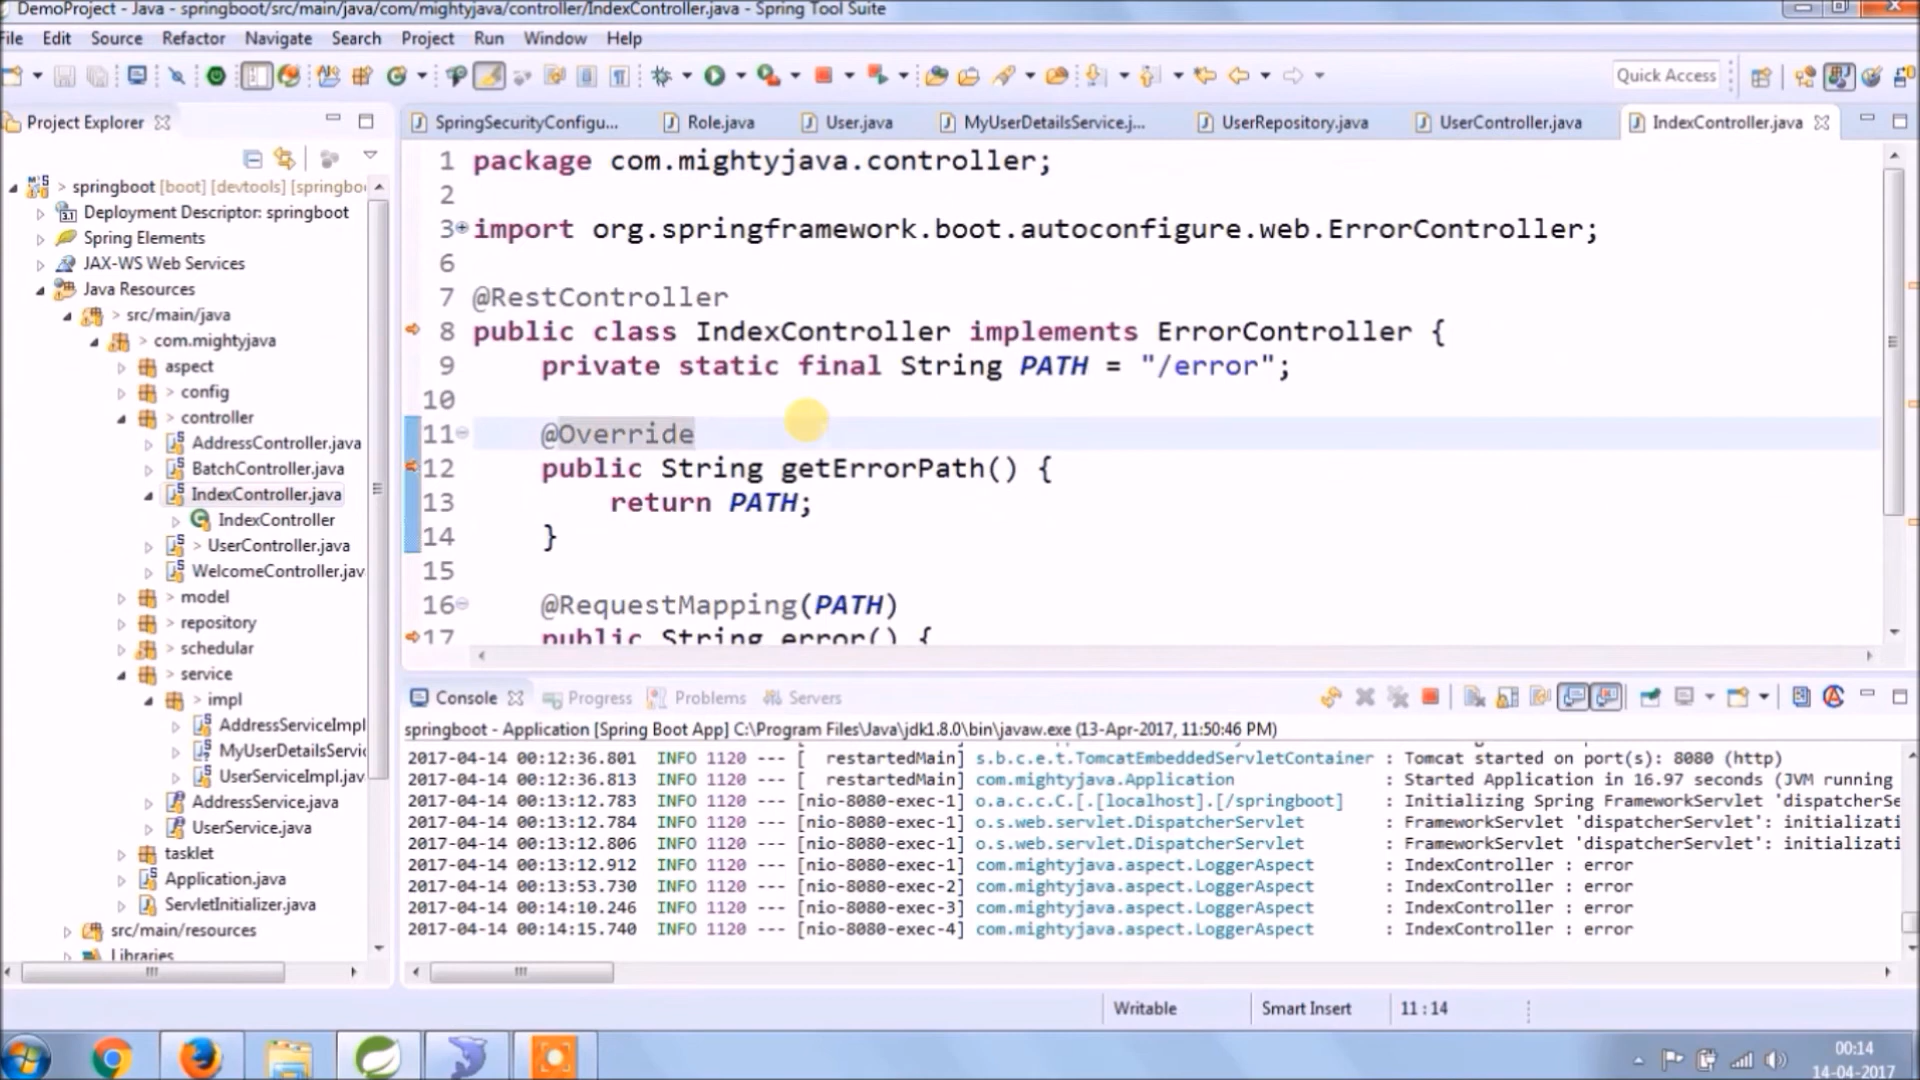 DemoProject - Java - springboot/src/main/java/com/mightyjava/controller/IndexController.java - Spring Tool Suite
File Edit Source Refactor Navigate Search Project Run Window Help
Quick Access
Project Explorer
SpringSecurityConfigu... Role.java User.java MyUserDetailsService.j... UserRepository.java UserController.java IndexController.java
> springboot [boot] [devtools] [springboo
Deployment Descriptor: springboot
Spring Elements
JAX-WS Web Services
Java Resources
> src/main/java
> com.mightyjava
aspect
> config
> controller
AddressController.java
BatchController.java
IndexController.java
IndexController
> UserController.java
WelcomeController.jav
> model
> repository
> schedular
> service
> impl
AddressServiceImpl
MyUserDetailsServic
UserServiceImpl.jav
AddressService.java
UserService.java
tasklet
Application.java
ServletInitializer.java
> src/main/resources
Libraries
1 package com.mightyjava.controller;
2
3 import org.springframework.boot.autoconfigure.web.ErrorController;
6
7 @RestController
8 public class IndexController implements ErrorController {
9 private static final String PATH = "/error";
10
11 @Override
12 public String getErrorPath() {
13 return PATH;
14 }
15
16 @RequestMapping(PATH)
17 public String error() {
Console Progress Problems Servers
springboot - Application [Spring Boot App] C:\Program Files\Java\jdk1.8.0\bin\javaw.exe (13-Apr-2017, 11:50:46 PM)
2017-04-14 00:12:36.801 INFO 1120 --- [ restartedMain] s.b.c.e.t.TomcatEmbeddedServletContainer : Tomcat started on port(s): 8080 (http)
2017-04-14 00:12:36.813 INFO 1120 --- [ restartedMain] com.mightyjava.Application : Started Application in 16.97 seconds (JVM running
2017-04-14 00:13:12.783 INFO 1120 --- [nio-8080-exec-1] o.a.c.c.C.[.[localhost].[/springboot] : Initializing Spring FrameworkServlet 'dispatcherSe
2017-04-14 00:13:12.784 INFO 1120 --- [nio-8080-exec-1] o.s.web.servlet.DispatcherServlet : FrameworkServlet 'dispatcherServlet': initializati
2017-04-14 00:13:12.806 INFO 1120 --- [nio-8080-exec-1] o.s.web.servlet.DispatcherServlet : FrameworkServlet 'dispatcherServlet': initializati
2017-04-14 00:13:12.912 INFO 1120 --- [nio-8080-exec-1] com.mightyjava.aspect.LoggerAspect : IndexController : error
2017-04-14 00:13:53.730 INFO 1120 --- [nio-8080-exec-2] com.mightyjava.aspect.LoggerAspect : IndexController : error
2017-04-14 00:14:10.246 INFO 1120 --- [nio-8080-exec-3] com.mightyjava.aspect.LoggerAspect : IndexController : error
2017-04-14 00:14:15.740 INFO 1120 --- [nio-8080-exec-4] com.mightyjava.aspect.LoggerAspect : IndexController : error
Writable Smart Insert 11 : 14
00:14
14-04-2017